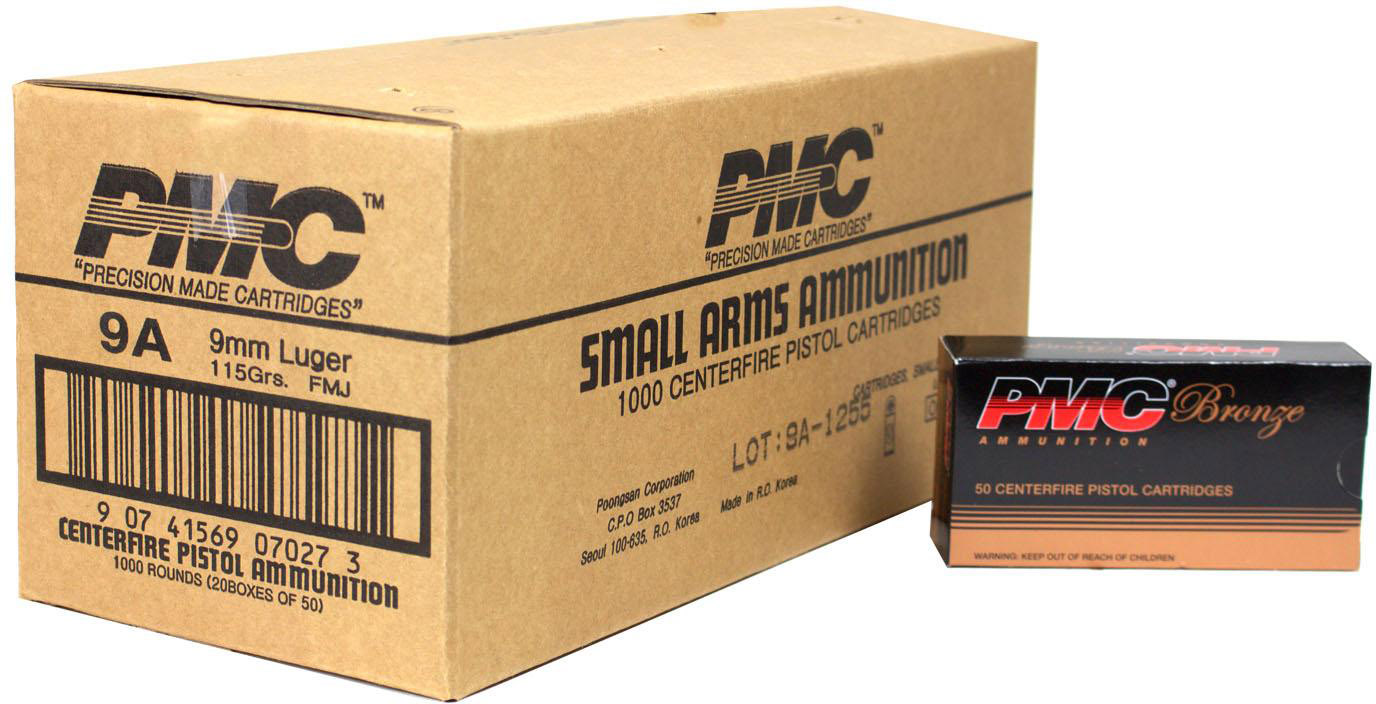 PMC™
"PRECISION MADE CARTRIDGES"
9A 9mm Luger
115Grs. FMJ
9 07 41569 07027 3
CENTERFIRE PISTOL AMMUNITION
1000 ROUNDS (20BOXES OF 50)
PMC™
"PRECISION MADE CARTRIDGES"
SMALL ARMS AMMUNITION
1000 CENTERFIRE PISTOL CARTRIDGES
CARTRIDGES, SMALL
LOT:9A-1255
Poongsan Corporation
C.P.O Box 3537
Seoul 100-635, R.O. Korea
Made in R.O. Korea
PMC® Bronze
AMMUNITION
50 CENTERFIRE PISTOL CARTRIDGES
WARNING: KEEP OUT OF REACH OF CHILDREN